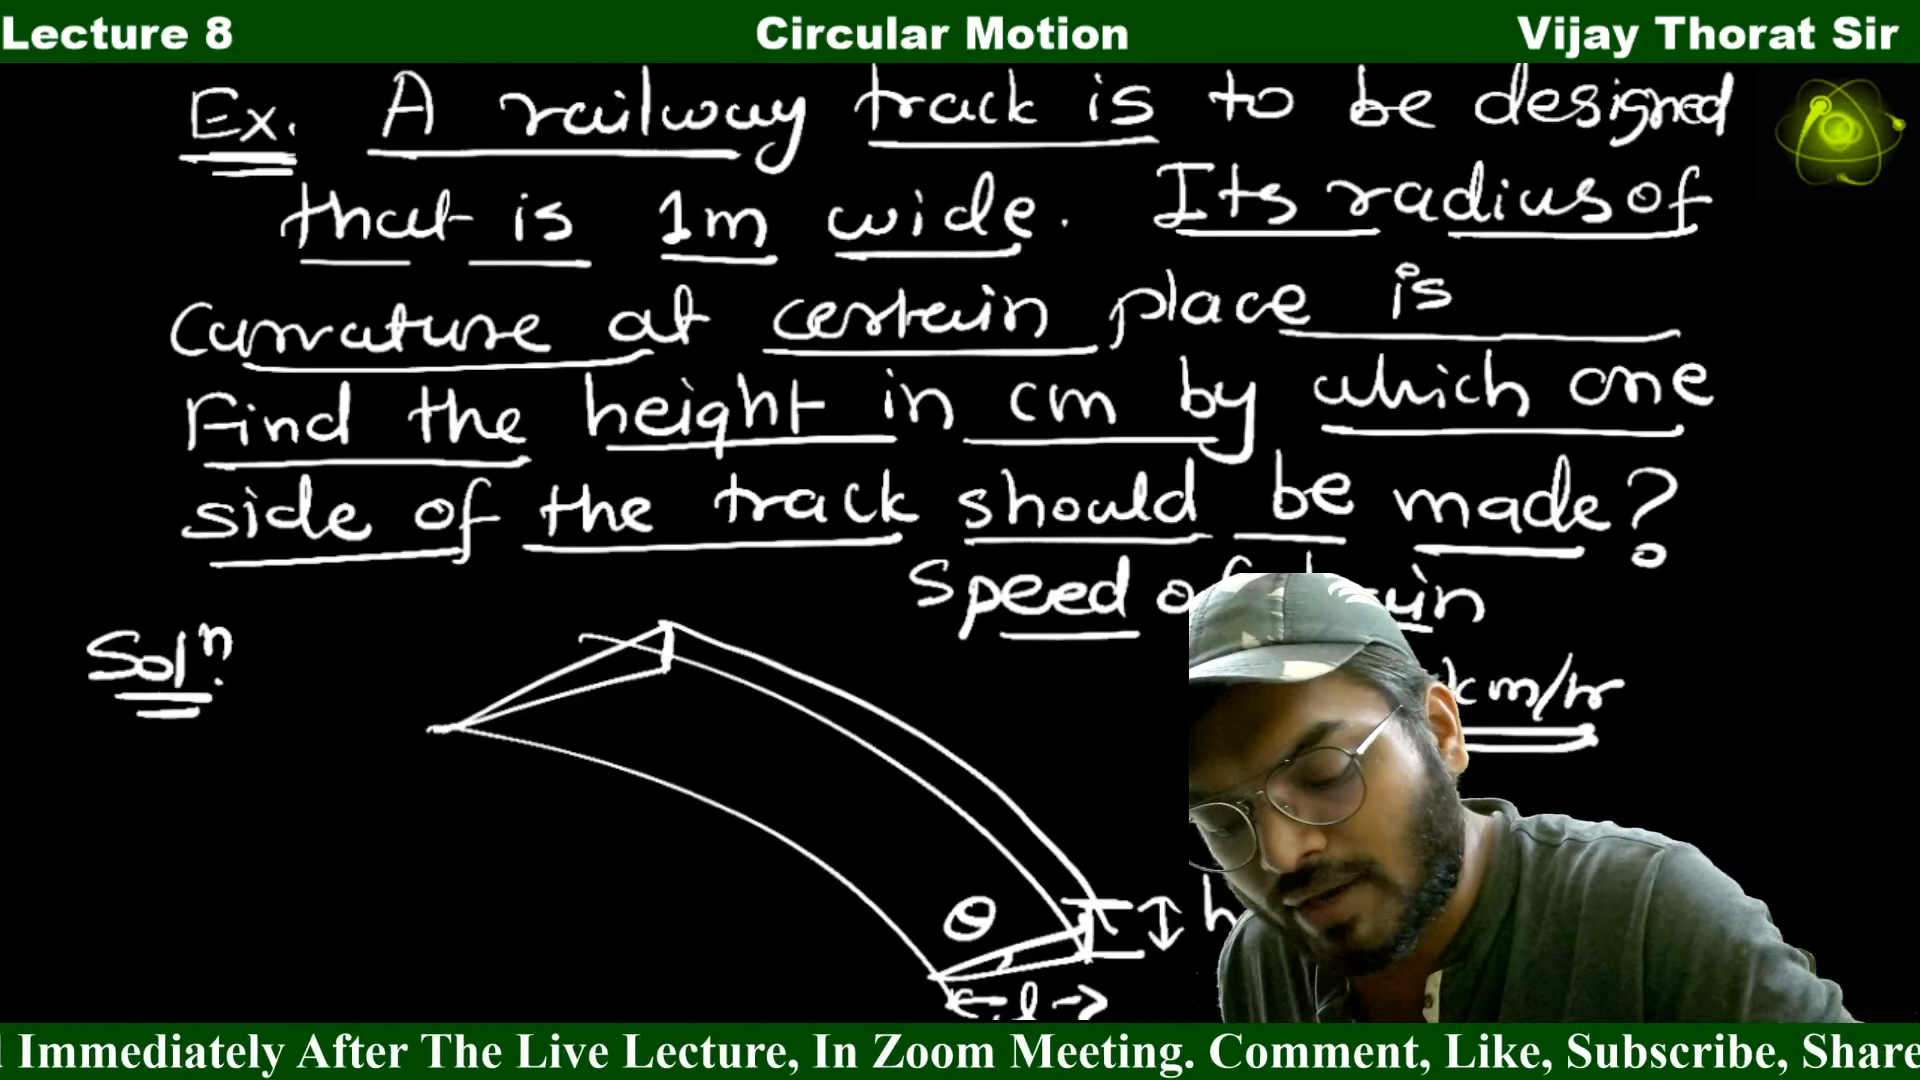 Lecture 8 Circular Motion Vijay Thorat Sir
Ex. A railway track is to be designed
that is 1m wide. Its radius of
curvature at certain place is
Find the height in cm by which one
side of the track should be made?
Speed
Solⁿ.
km/hr
θ
h
l
Immediately After The Live Lecture, In Zoom Meeting. Comment, Like, Subscribe, Share